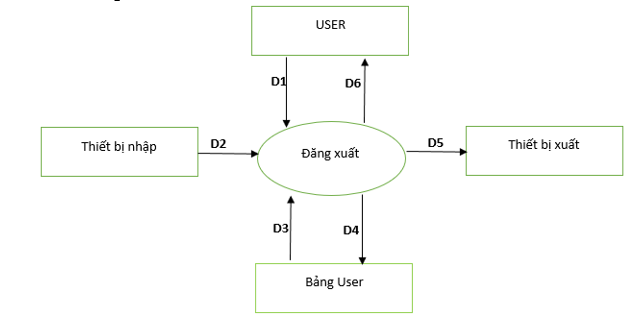 USER
D1
D6
Thiết bị nhập
D2
Đăng xuất
D5
Thiết bị xuất
D3
D4
Bảng User